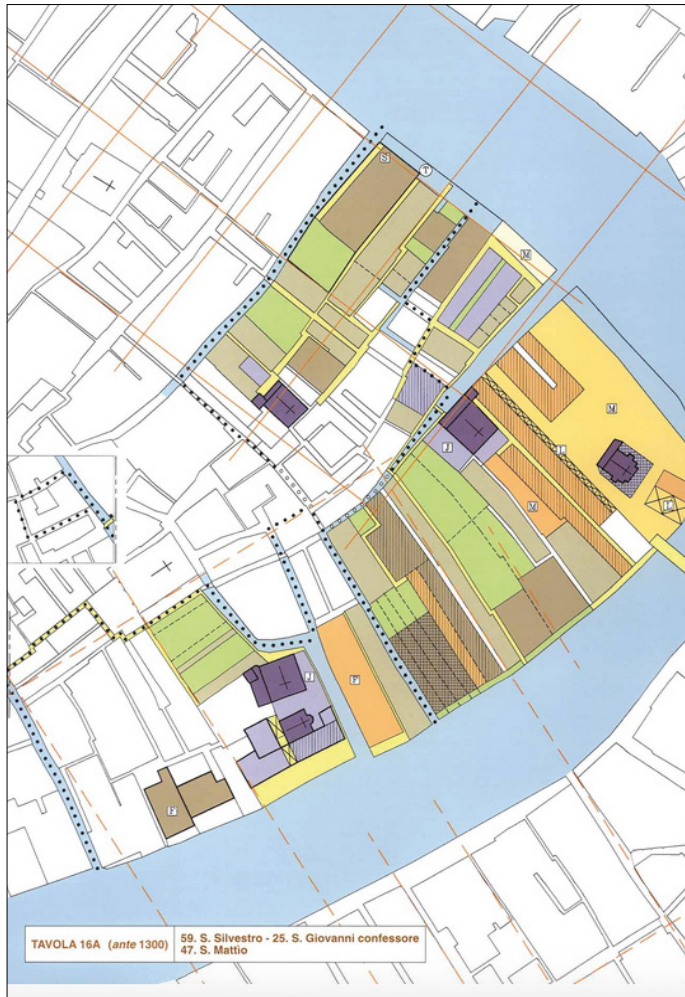 S
T
M
M
J
L
M
L
J
F
F
TAVOLA 16A (ante 1300)
59. S. Silvestro - 25. S. Giovanni confessore
47. S. Mattio